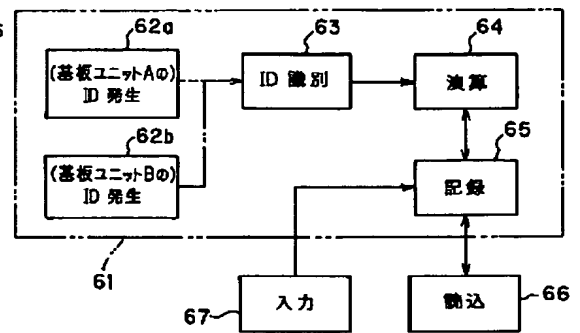 62a
63
64
(基板ユニットAの)
ID 発生
ID 識別
演算
62b
65
(基板ユニットBの)
ID 発生
記録
61
67
入力
読込
66